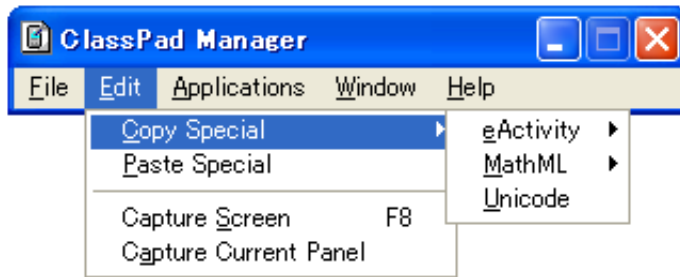 ClassPad Manager
File Edit Applications Window Help
Copy Special
Paste Special
Capture Screen F8
Capture Current Panel
eActivity
MathML
Unicode